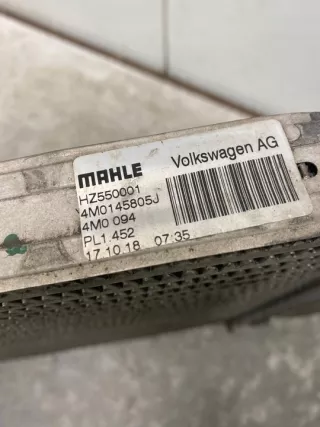 MAHLE Volkswagen AG
HZ550001
4M0145805J
4M0 094
PL1.452
17.10.18 07:35